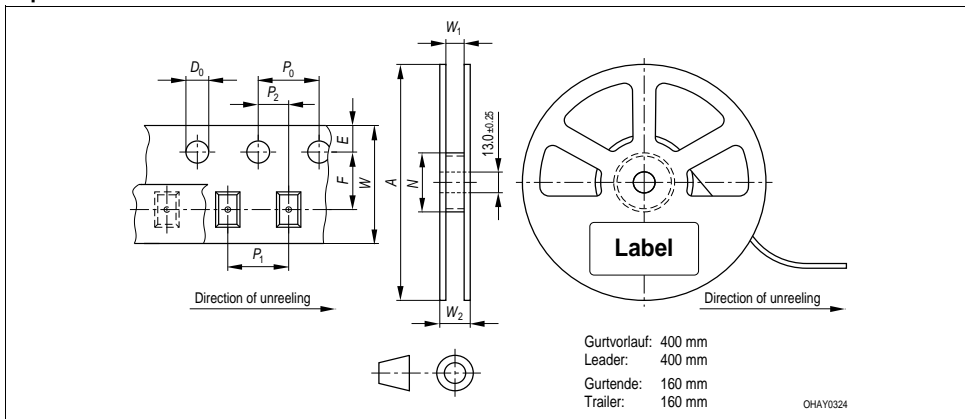 W₁
D₀
P₀
P₂
E
F
W
A
N
13.0 ±0.25
Label
P₁
Direction of unreeling
W₂
Direction of unreeling
Gurtvorlauf: 400 mm
Leader: 400 mm
Gurtende: 160 mm
Trailer: 160 mm
OHAY0324